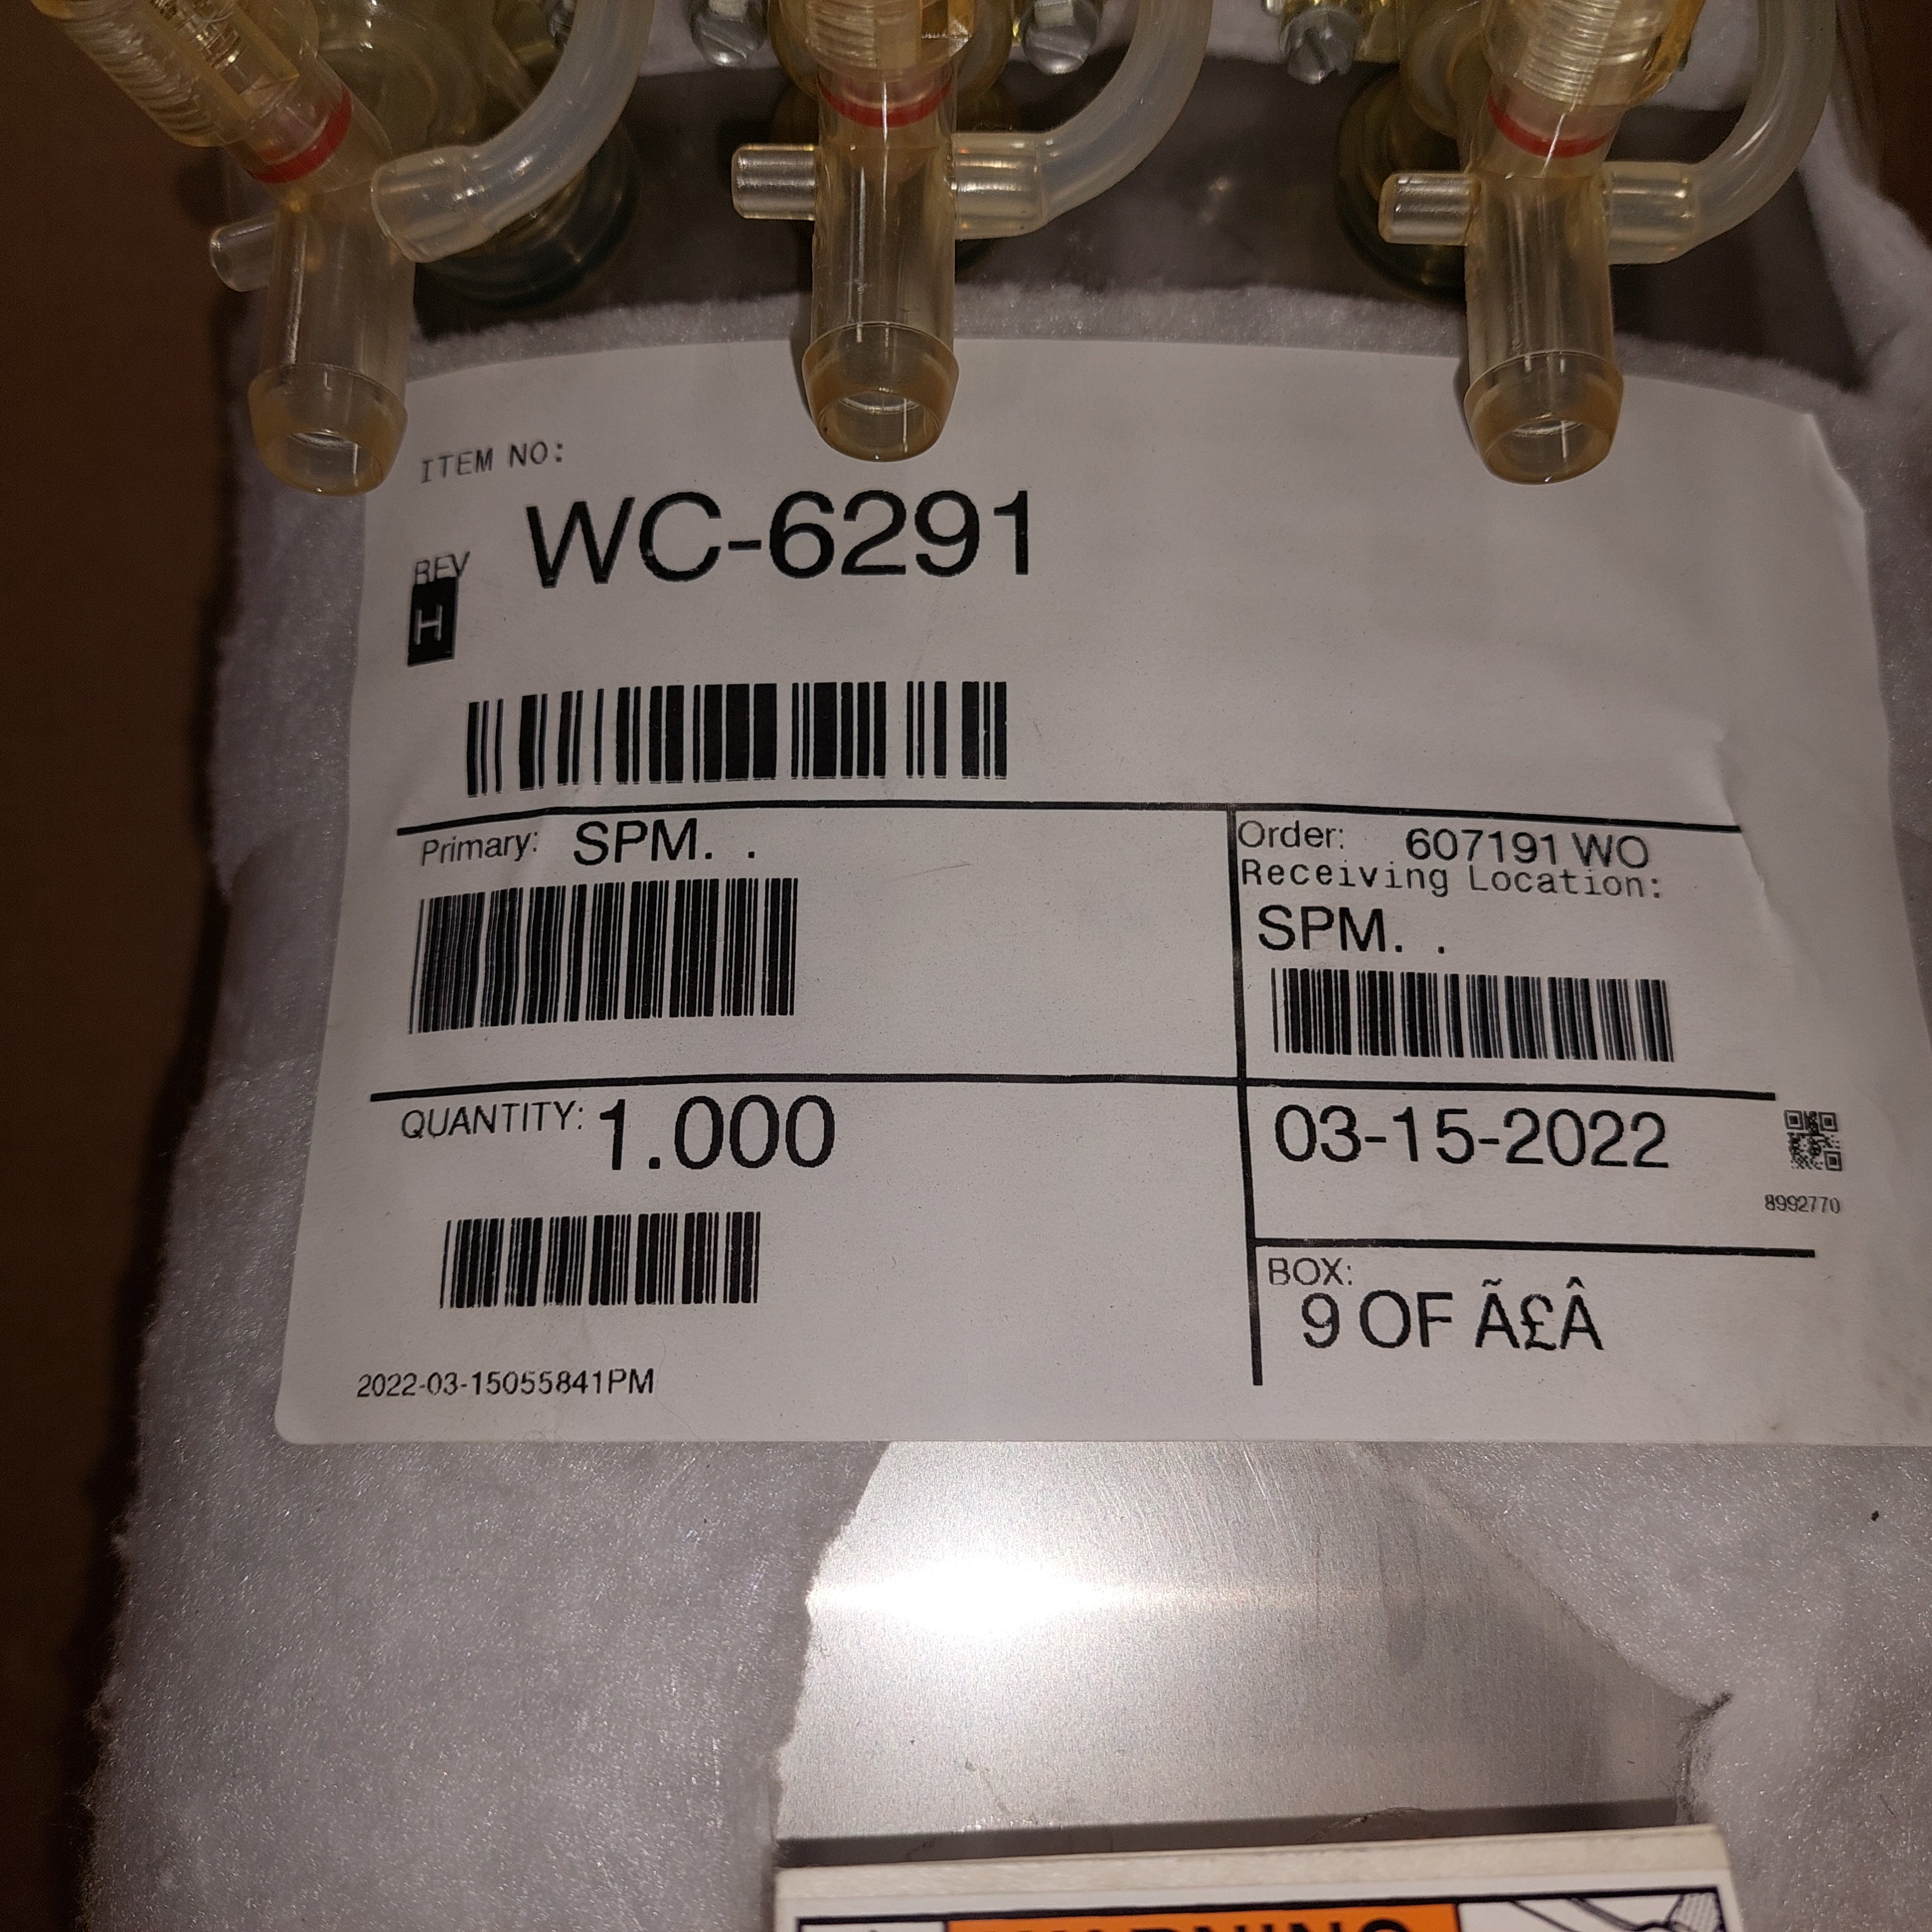 ITEM NO:
WC-6291
REV
H
Primary: SPM. .
Order: 607191 WO
Receiving Location:
SPM. .
QUANTITY: 1.000
03-15-2022
8992770
BOX:
9 OF Ã£Â
2022-03-15055841PM
WARNING